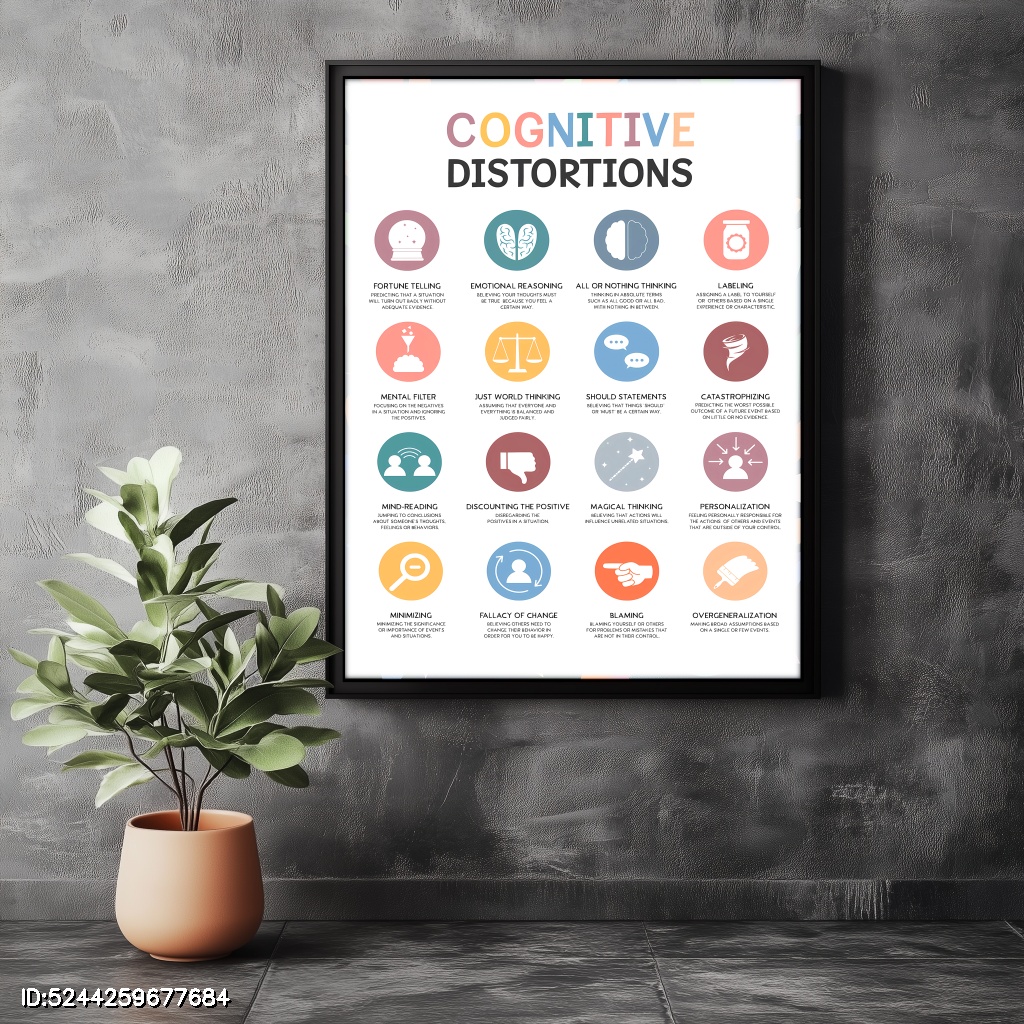 COGNITIVE
DISTORTIONS
FORTUNE TELLING
PREDICTING THAT A SITUATION
WILL TURN OUT BADLY WITHOUT
ADEQUATE EVIDENCE.
EMOTIONAL REASONING
BELIEVING YOUR THOUGHTS MUST
BE TRUE BECAUSE YOU FEEL A
CERTAIN WAY.
ALL OR NOTHING THINKING
THINKING IN ABSOLUTE TERMS
SUCH AS ALL GOOD OR ALL BAD,
WITH NOTHING IN BETWEEN.
LABELING
ASSIGNING A LABEL TO YOURSELF
OR OTHERS BASED ON A SINGLE
EXPERIENCE OR CHARACTERISTIC.
MENTAL FILTER
FOCUSING ON THE NEGATIVES
IN A SITUATION AND IGNORING
THE POSITIVES.
JUST WORLD THINKING
ASSUMING THAT EVERYONE AND
EVERYTHING IS BALANCED AND
JUDGED FAIRLY.
SHOULD STATEMENTS
BELIEVING THAT THINGS 'SHOULD'
OR 'MUST' BE A CERTAIN WAY.
CATASTROPHIZING
PREDICTING THE WORST POSSIBLE
OUTCOME OF A FUTURE EVENT BASED
ON LITTLE OR NO EVIDENCE.
MIND-READING
JUMPING TO CONCLUSIONS
ABOUT SOMEONE'S THOUGHTS,
FEELINGS OR BEHAVIORS.
DISCOUNTING THE POSITIVE
DISREGARDING THE
POSITIVES IN A SITUATION.
MAGICAL THINKING
BELIEVING THAT ACTIONS WILL
INFLUENCE UNRELATED SITUATIONS.
PERSONALIZATION
FEELING PERSONALLY RESPONSIBLE FOR
THE ACTIONS OF OTHERS AND EVENTS
THAT ARE OUTSIDE OF YOUR CONTROL.
MINIMIZING
MINIMIZING THE SIGNIFICANCE
OR IMPORTANCE OF EVENTS
AND SITUATIONS.
FALLACY OF CHANGE
BELIEVING OTHERS NEED TO
CHANGE THEIR BEHAVIOR IN
ORDER FOR YOU TO BE HAPPY.
BLAMING
BLAMING YOURSELF OR OTHERS
FOR PROBLEMS OR MISTAKES THAT
ARE NOT IN THEIR CONTROL.
OVERGENERALIZATION
MAKING BROAD ASSUMPTIONS BASED
ON A SINGLE OR FEW EVENTS.
ID:5244259677684